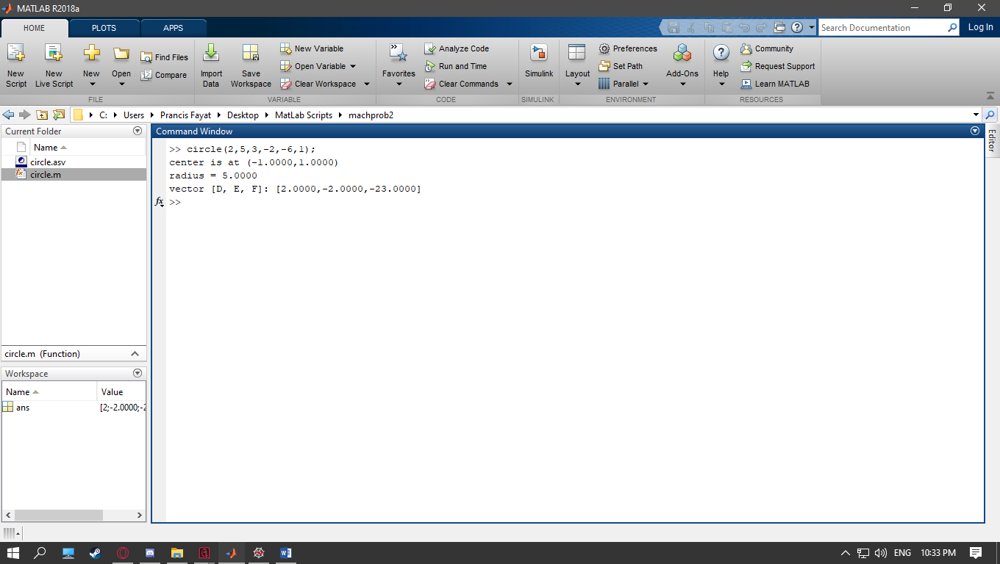 MATLAB R2018a
HOME PLOTS APPS
Search Documentation Log In
New Script
New Live Script
New
Open
Find Files
Compare
FILE
Import Data
Save Workspace
New Variable
Open Variable
Clear Workspace
VARIABLE
Favorites
Analyze Code
Run and Time
Clear Commands
CODE
Simulink
SIMULINK
Layout
Preferences
Set Path
Parallel
Add-Ons
ENVIRONMENT
Help
Community
Request Support
Learn MATLAB
RESOURCES
C: Users Prancis Fayat Desktop MatLab Scripts machprob2
Current Folder
Name
circle.asv
circle.m
circle.m (Function)
Workspace
Name Value
ans [2;-2.0000;-2
Command Window
>> circle(2,5,3,-2,-6,1);
center is at (-1.0000,1.0000)
radius = 5.0000
vector [D, E, F]: [2.0000,-2.0000,-23.0000]
fx >>
Editor
ENG 10:33 PM